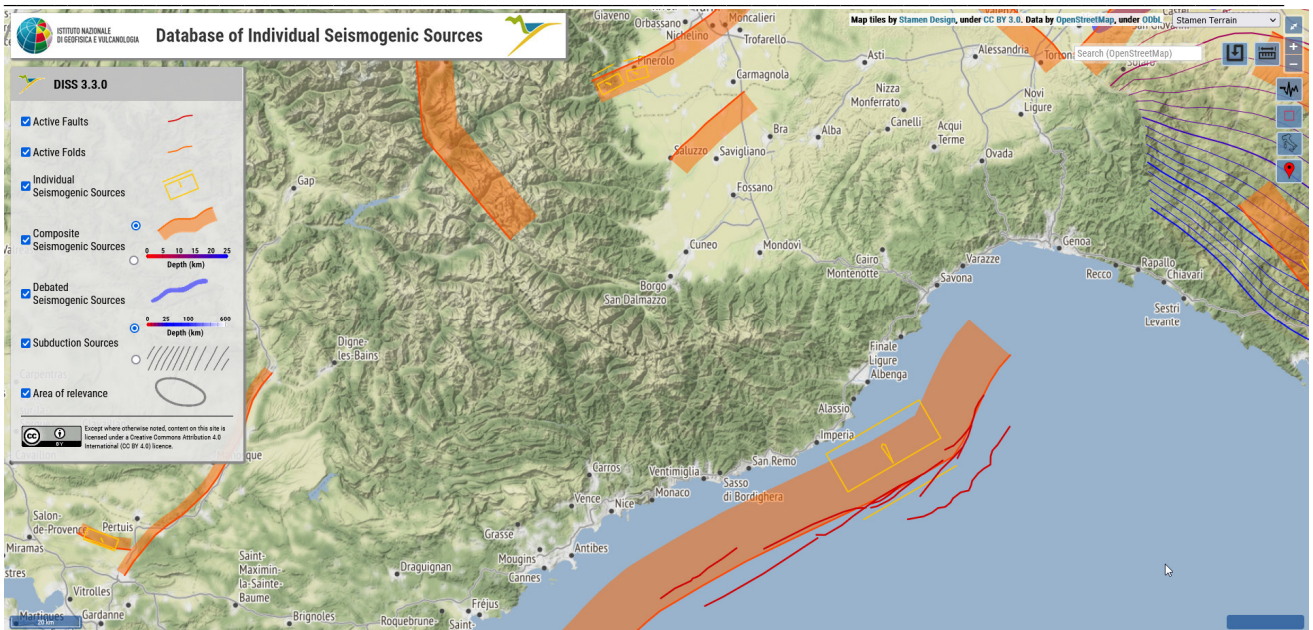 ISTITUTO NAZIONALE
DI GEOFISICA E VULCANOLOGIA
Database of Individual Seismogenic Sources
Map tiles by Stamen Design, under CC BY 3.0. Data by OpenStreetMap, under ODbL.
Stamen Terrain
Search (OpenStreetMap)
+
−
DISS 3.3.0
Active Faults
Active Folds
Individual
Seismogenic Sources
Composite
Seismogenic Sources
0 5 10 15 20 25
Depth (km)
Debated
Seismogenic Sources
0 25 100 600
Depth (km)
Subduction Sources
Area of relevance
cc
BY
Except where otherwise noted, content on this site is
licensed under a Creative Commons Attribution 4.0
International (CC BY 4.0) licence.
Giaveno
Orbassano
Moncalieri
Nichelino
Trofarello
Pinerolo
Carmagnola
Asti
Alessandria
Nizza
Monferrato
Canelli
Novi
Ligure
Acqui
Terme
Ovada
Bra
Alba
Saluzzo
Savigliano
Fossano
Gap
Cuneo
Mondovì
Borgo
San Dalmazzo
Cairo
Montenotte
Varazze
Savona
Genoa
Recco
Rapallo
Chiavari
Sestri
Levante
Digne-
les-Bains
Finale
Ligure
Albenga
Alassio
Imperia
San Remo
Ventimiglia
Sasso
di Bordighera
Monaco
Carros
Vence
Nice
Grasse
Antibes
Mougins
Cannes
Draguignan
Fréjus
Roquebrune-
Saint-
Saint-
Maximin-
la-Sainte-
Baume
Brignoles
Salon-
de-Provence
Pertuis
Miramas
Vitrolles
Gardanne
Martigues
20 km